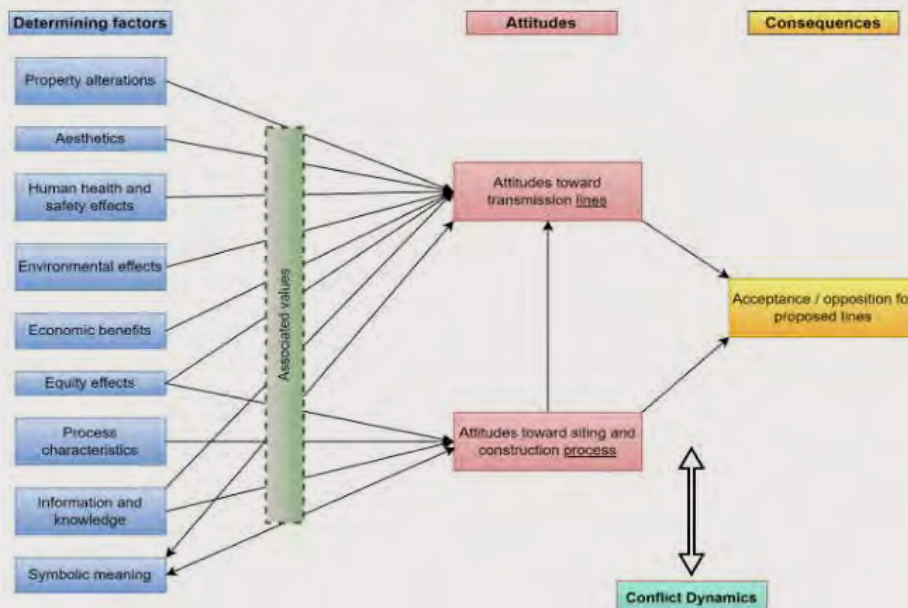 Determining factors
Attitudes
Consequences
Property alterations
Aesthetics
Human health and
safety effects
Environmental effects
Economic benefits
Equity effects
Process
characteristics
Information and
knowledge
Symbolic meaning
Associated values
Attitudes toward
transmission lines
Attitudes toward siting and
construction process
Acceptance / opposition fo
proposed lines
Conflict Dynamics